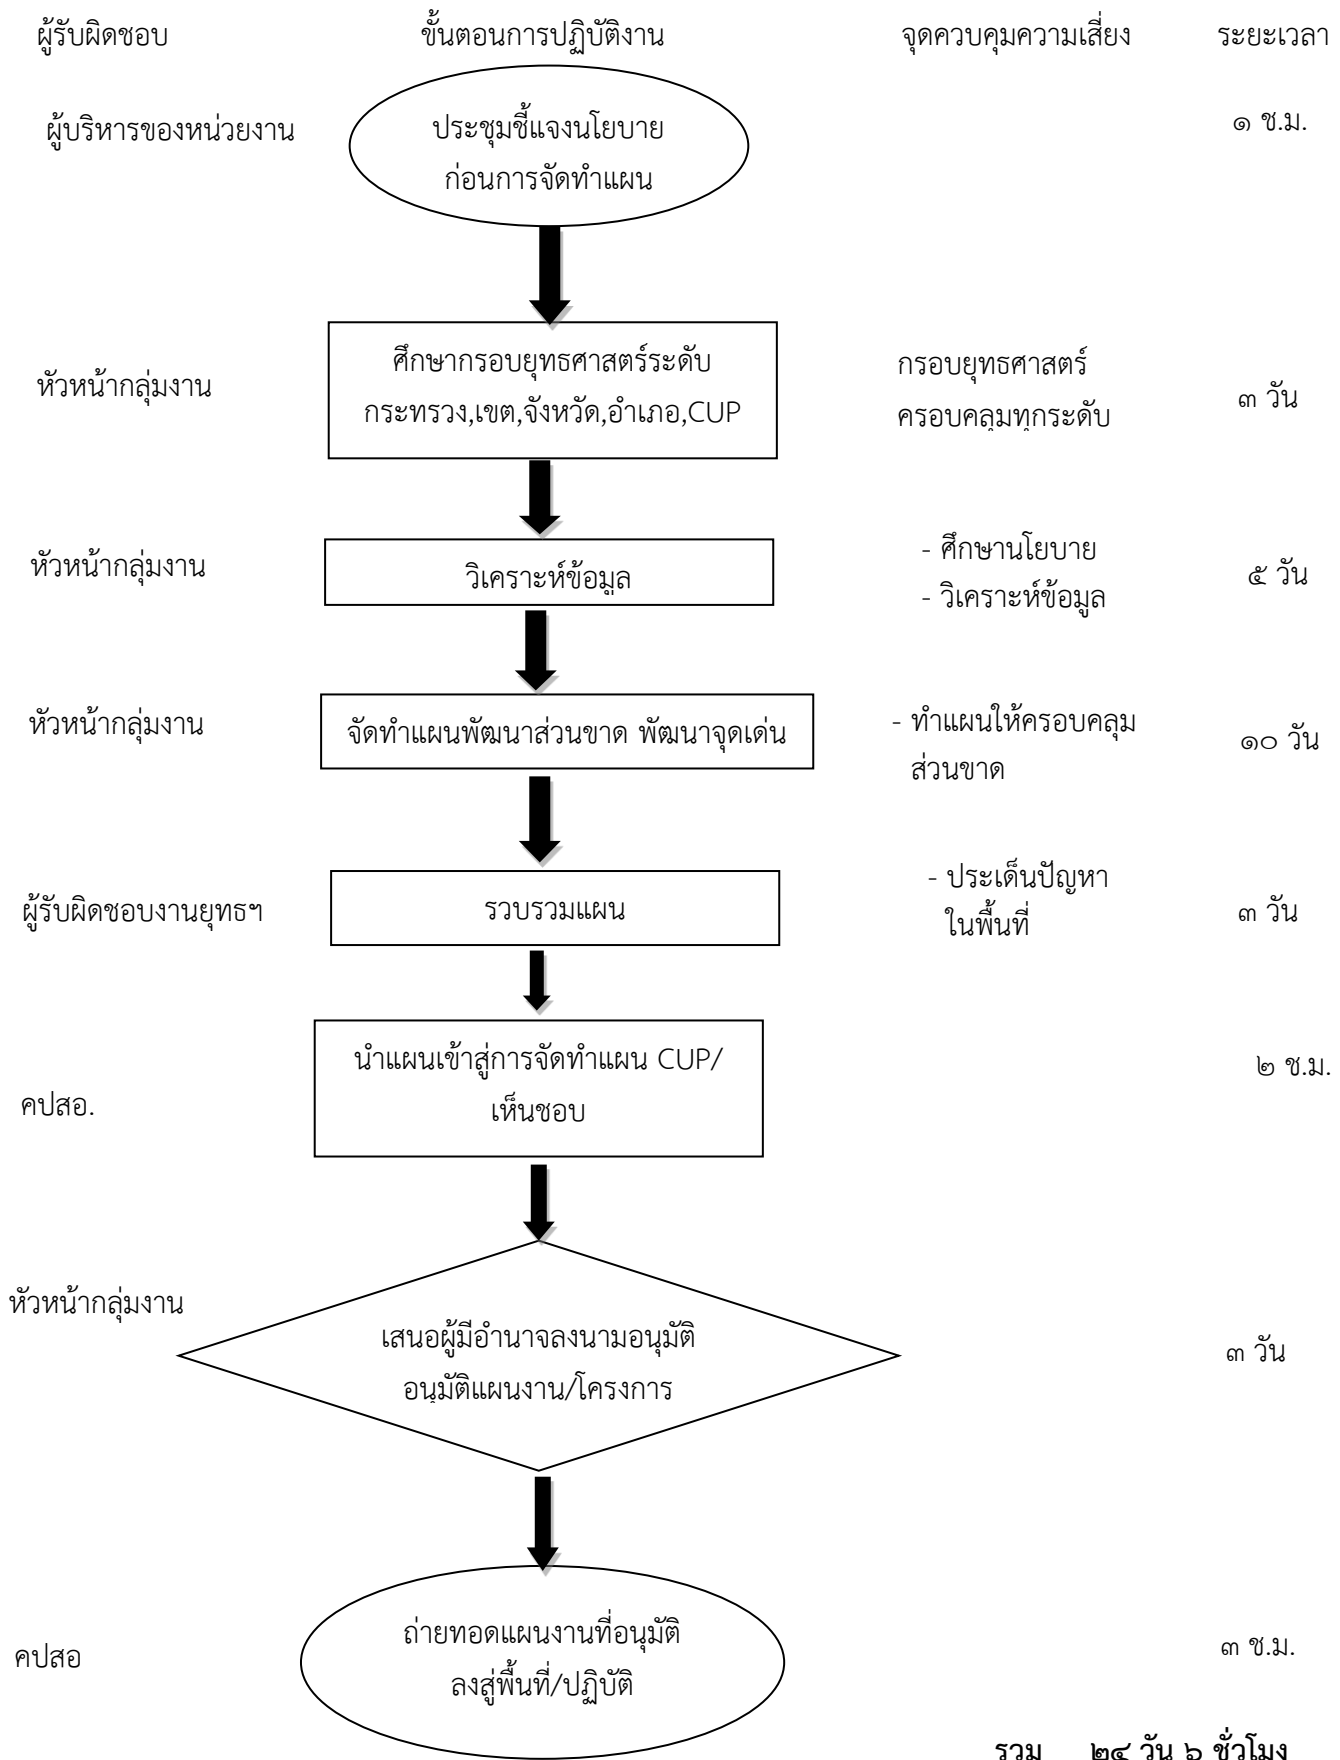 ผู้รับผิดชอบ ขั้นตอนการปฏิบัติงาน จุดควบคุมความเสี่ยง ระยะเวลา
ผู้บริหารของหน่วยงาน
ประชุมชี้แจงนโยบาย
ก่อนการจัดทำแผน
๑ ช.ม.
หัวหน้ากลุ่มงาน
ศึกษากรอบยุทธศาสตร์ระดับ
กระทรวง,เขต,จังหวัด,อำเภอ,CUP
กรอบยุทธศาสตร์
ครอบคลุมทุกระดับ
๓ วัน
หัวหน้ากลุ่มงาน
วิเคราะห์ข้อมูล
- ศึกษานโยบาย
- วิเคราะห์ข้อมูล
๕ วัน
หัวหน้ากลุ่มงาน
จัดทำแผนพัฒนาส่วนขาด พัฒนาจุดเด่น
- ทำแผนให้ครอบคลุม
ส่วนขาด
๑๐ วัน
ผู้รับผิดชอบงานยุทธฯ
รวบรวมแผน
- ประเด็นปัญหา
ในพื้นที่
๓ วัน
คปสอ.
นำแผนเข้าสู่การจัดทำแผน CUP/
เห็นชอบ
๒ ช.ม.
หัวหน้ากลุ่มงาน
เสนอผู้มีอำนาจลงนามอนุมัติ
อนุมัติแผนงาน/โครงการ
๓ วัน
คปสอ
ถ่ายทอดแผนงานที่อนุมัติ
ลงสู่พื้นที่/ปฏิบัติ
๓ ช.ม.
รวม ๒๔ วัน ๖ ชั่วโมง